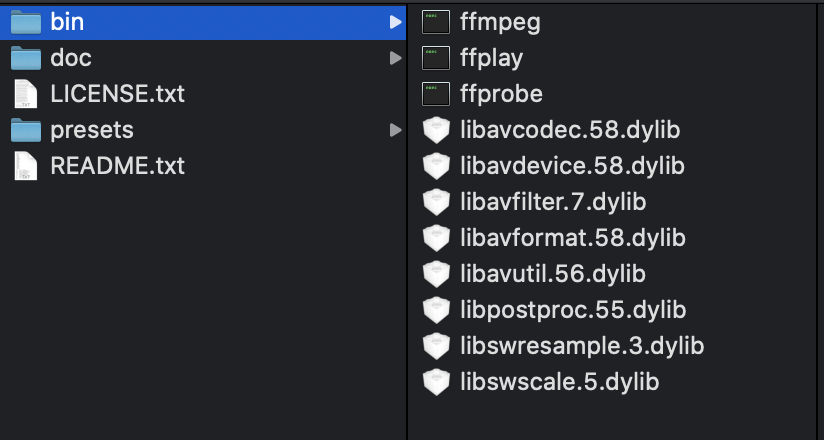 bin
doc
LICENSE.txt
presets
README.txt
ffmpeg
ffplay
ffprobe
libavcodec.58.dylib
libavdevice.58.dylib
libavfilter.7.dylib
libavformat.58.dylib
libavutil.56.dylib
libpostproc.55.dylib
libswresample.3.dylib
libswscale.5.dylib